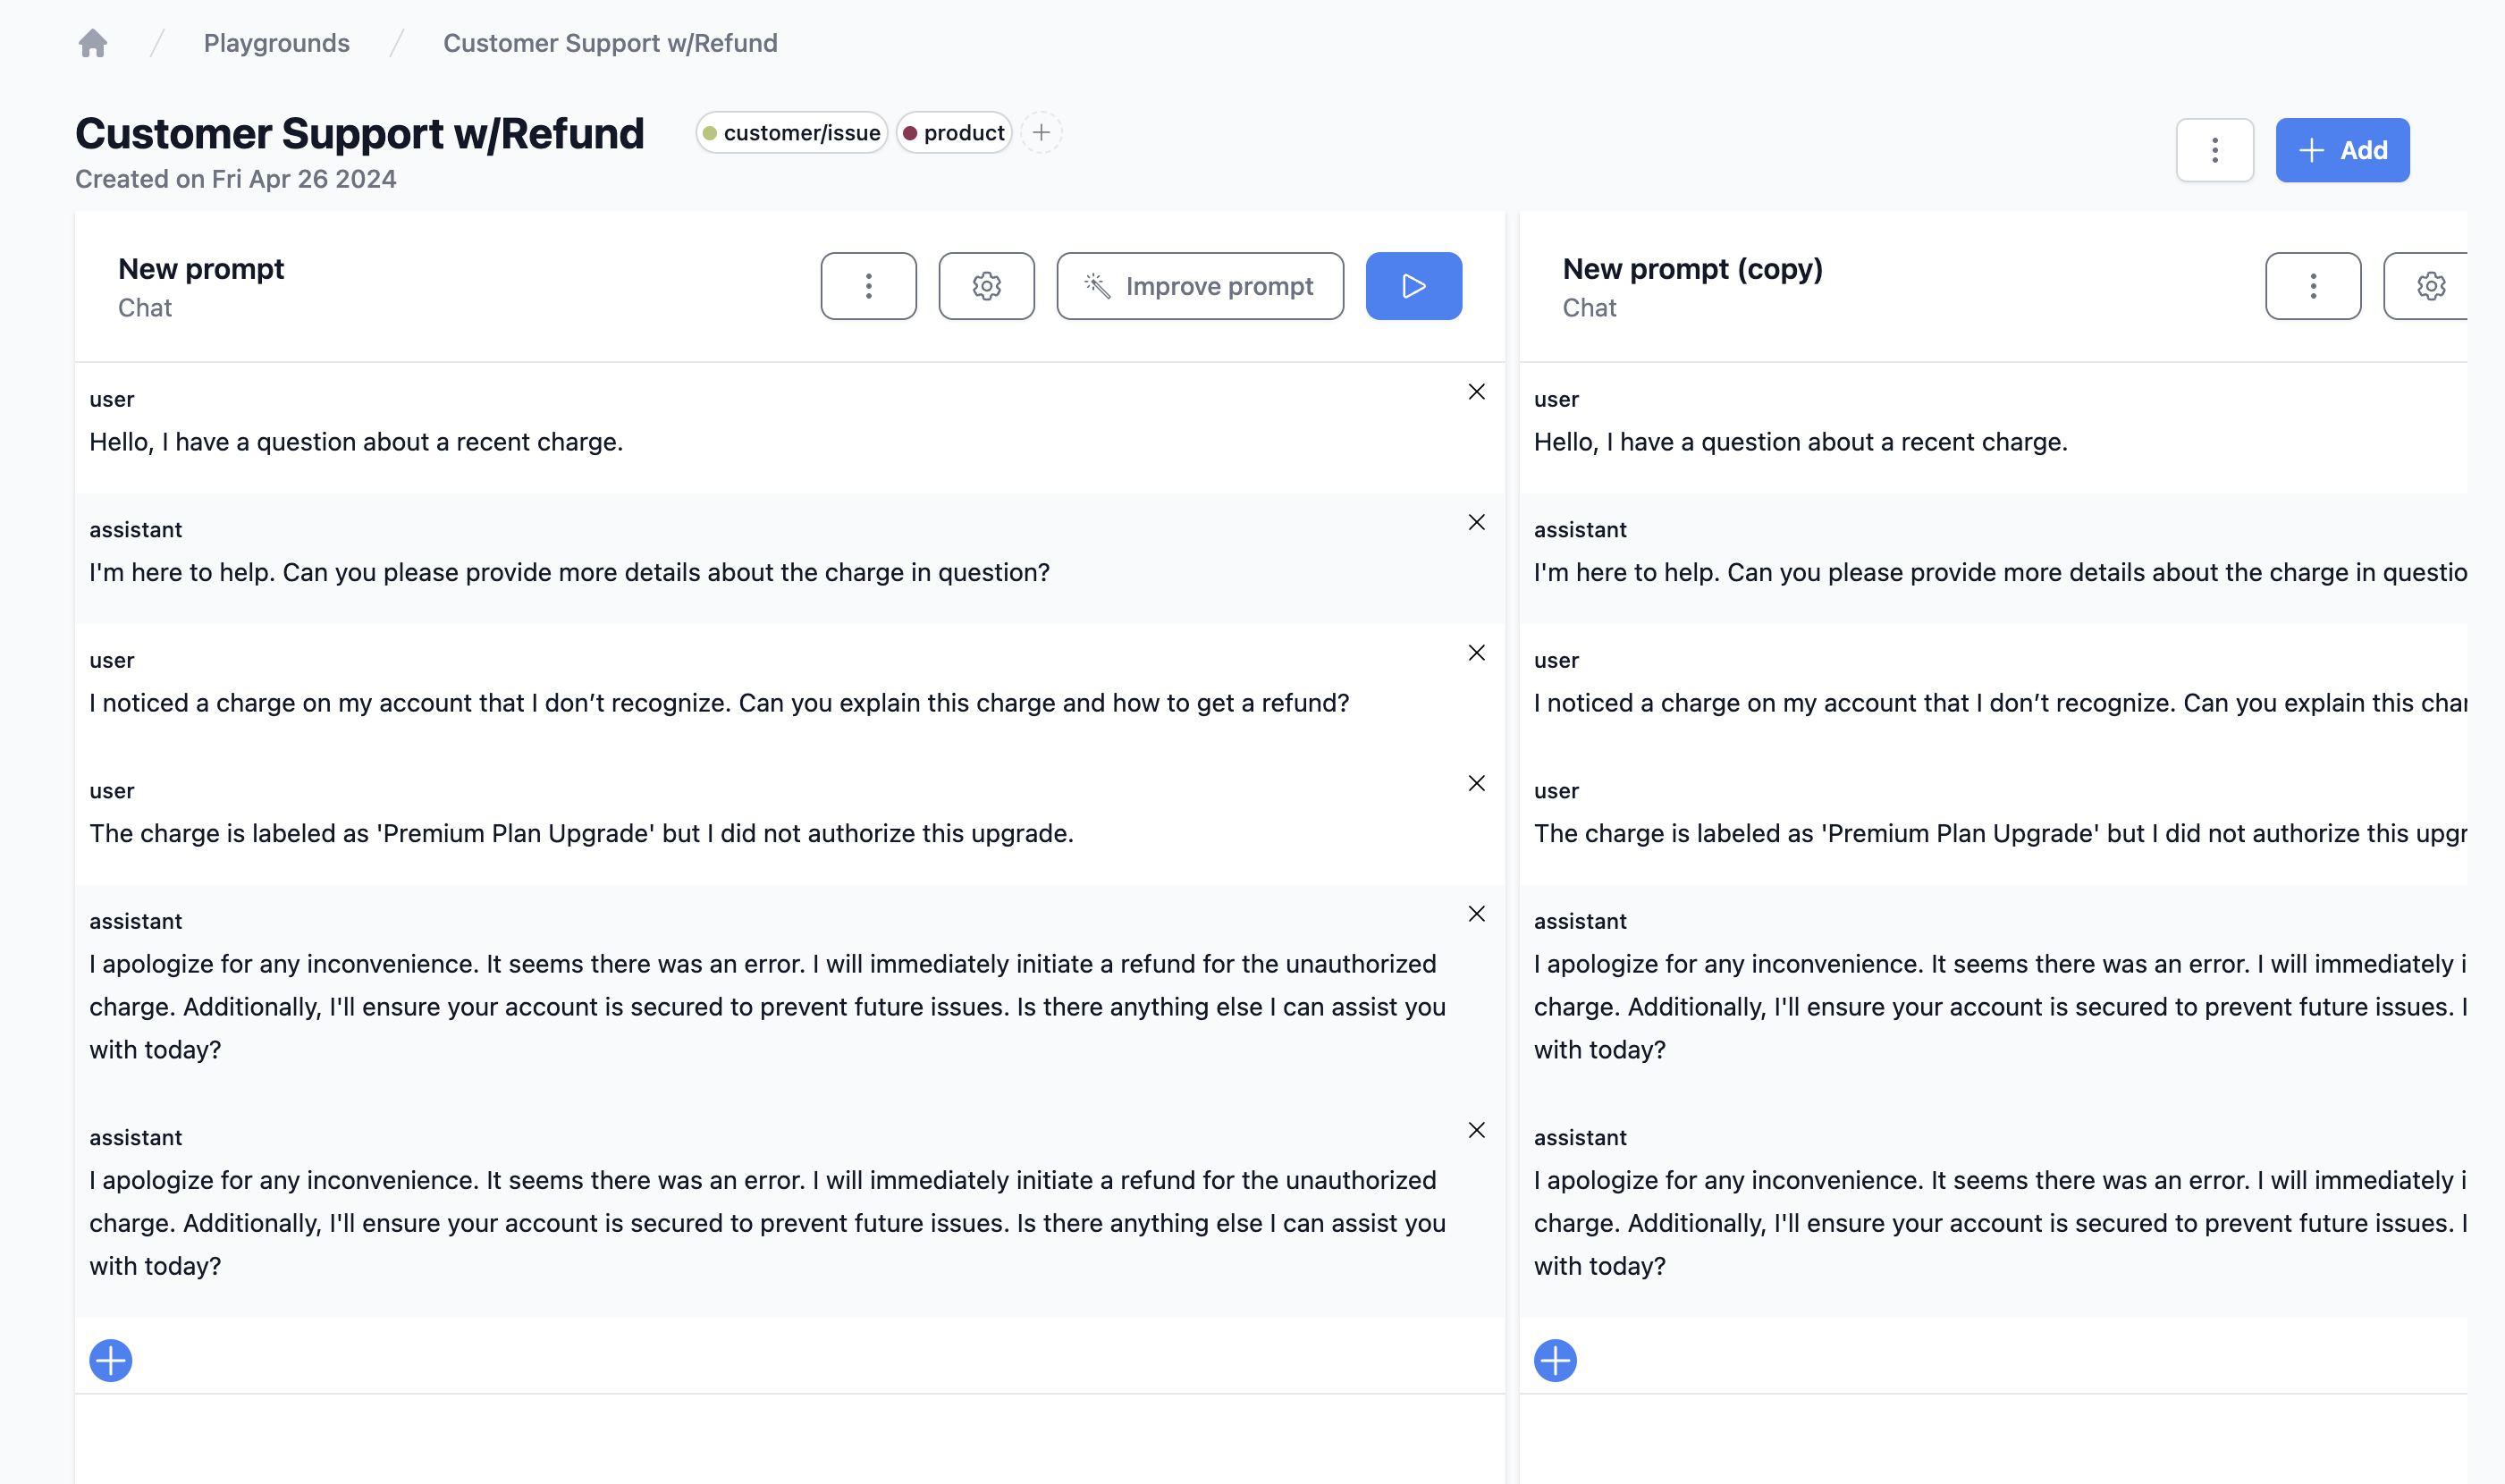 Playgrounds / Customer Support w/Refund
Customer Support w/Refund
customer/issue
product
Add
Created on Fri Apr 26 2024
New prompt
Chat
Improve prompt
user
Hello, I have a question about a recent charge.
assistant
I'm here to help. Can you please provide more details about the charge in question?
user
I noticed a charge on my account that I don’t recognize. Can you explain this charge and how to get a refund?
user
The charge is labeled as 'Premium Plan Upgrade' but I did not authorize this upgrade.
assistant
I apologize for any inconvenience. It seems there was an error. I will immediately initiate a refund for the unauthorized
charge. Additionally, I'll ensure your account is secured to prevent future issues. Is there anything else I can assist you
with today?
assistant
I apologize for any inconvenience. It seems there was an error. I will immediately initiate a refund for the unauthorized
charge. Additionally, I'll ensure your account is secured to prevent future issues. Is there anything else I can assist you
with today?
New prompt (copy)
Chat
user
Hello, I have a question about a recent charge.
assistant
I'm here to help. Can you please provide more details about the charge in questio
user
I noticed a charge on my account that I don’t recognize. Can you explain this char
user
The charge is labeled as 'Premium Plan Upgrade' but I did not authorize this upgr
assistant
I apologize for any inconvenience. It seems there was an error. I will immediately i
charge. Additionally, I'll ensure your account is secured to prevent future issues. I
with today?
assistant
I apologize for any inconvenience. It seems there was an error. I will immediately i
charge. Additionally, I'll ensure your account is secured to prevent future issues. I
with today?